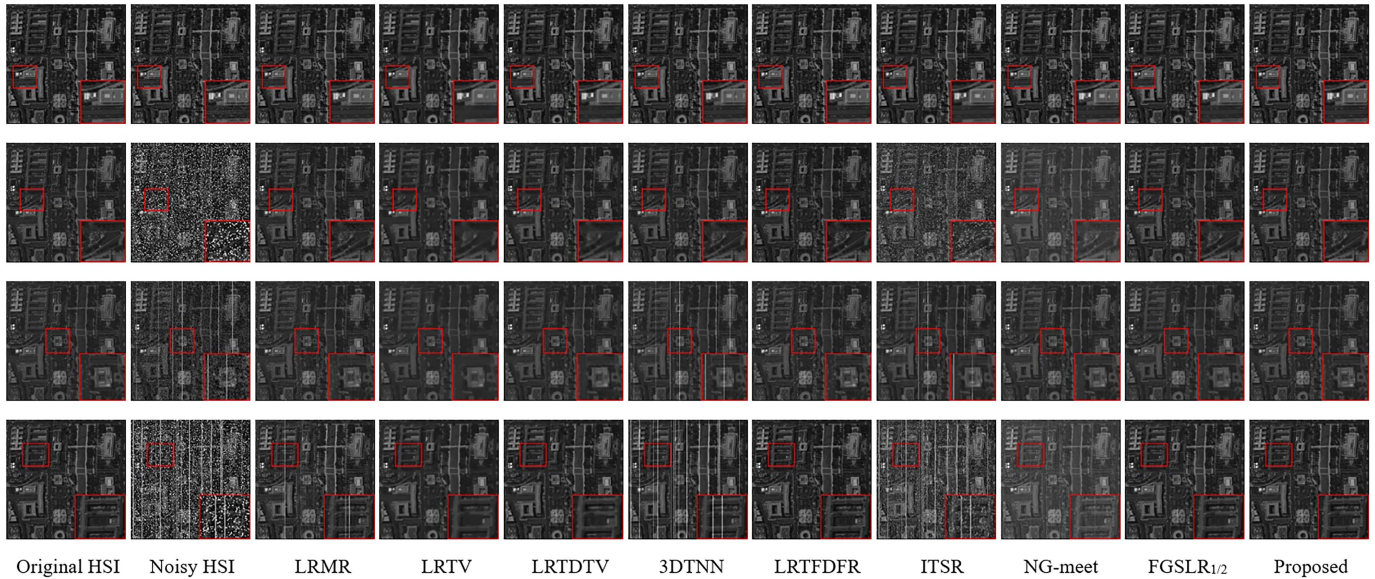 Original HSI Noisy HSI LRMR LRTV LRTDTV 3DTNN LRTFDFR ITSR NG-meet FGSLR1/2 Proposed